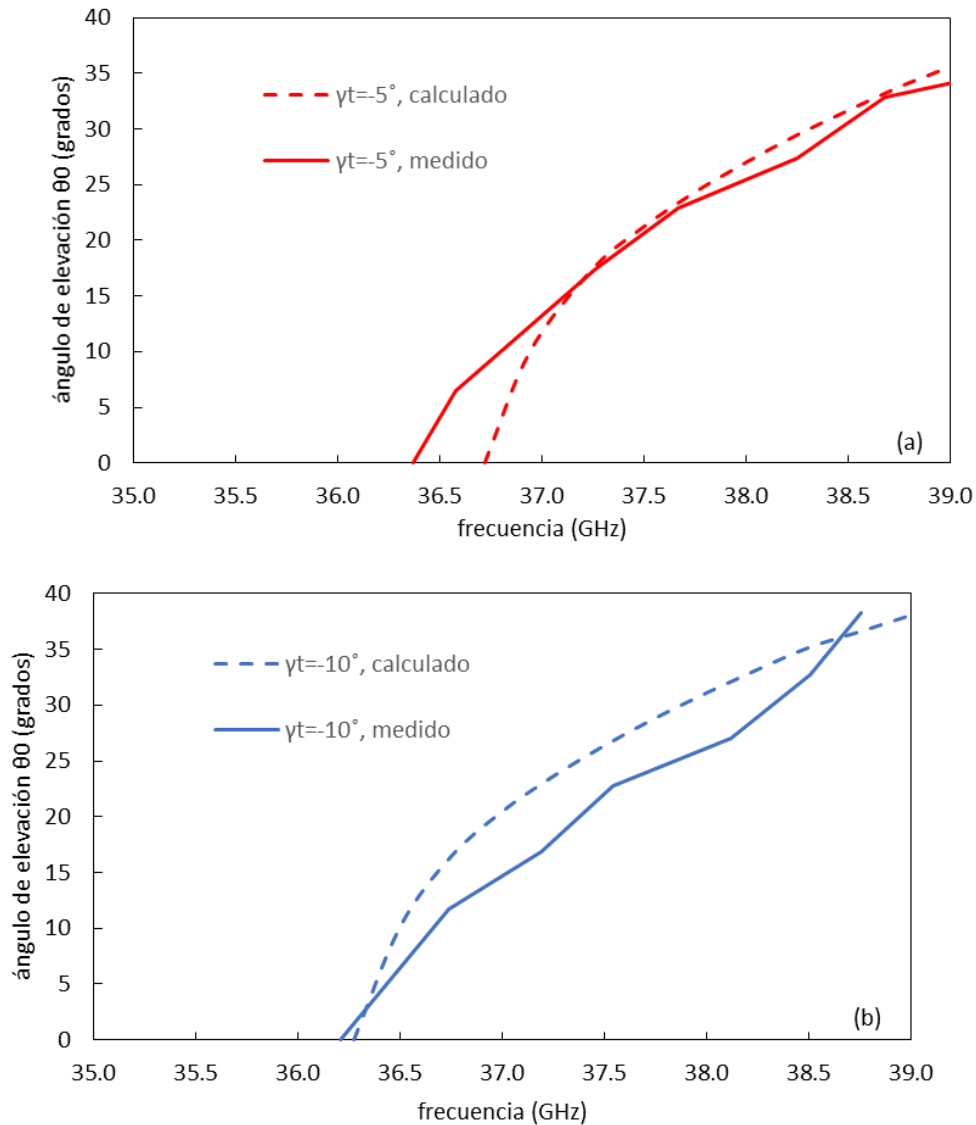 40
35
30
25
20
15
10
5
0
ángulo de elevación θ0 (grados)
γt=-5˚, calculado
γt=-5˚, medido
(a)
35.0 35.5 36.0 36.5 37.0 37.5 38.0 38.5 39.0
frecuencia (GHz)
40
35
30
25
20
15
10
5
0
ángulo de elevación θ0 (grados)
γt=-10˚, calculado
γt=-10˚, medido
(b)
35.0 35.5 36.0 36.5 37.0 37.5 38.0 38.5 39.0
frecuencia (GHz)